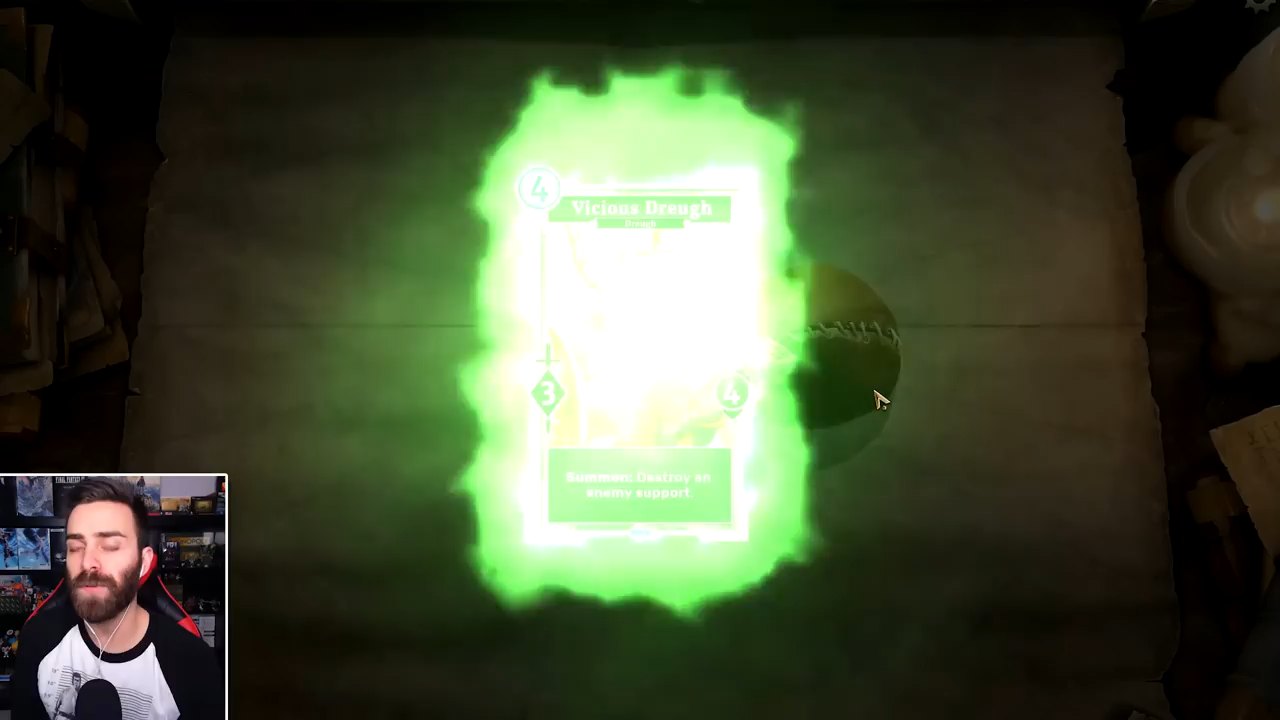 4
Vicious Dreugh
Dreugh
3
4
Summon: Destroy an
enemy support.